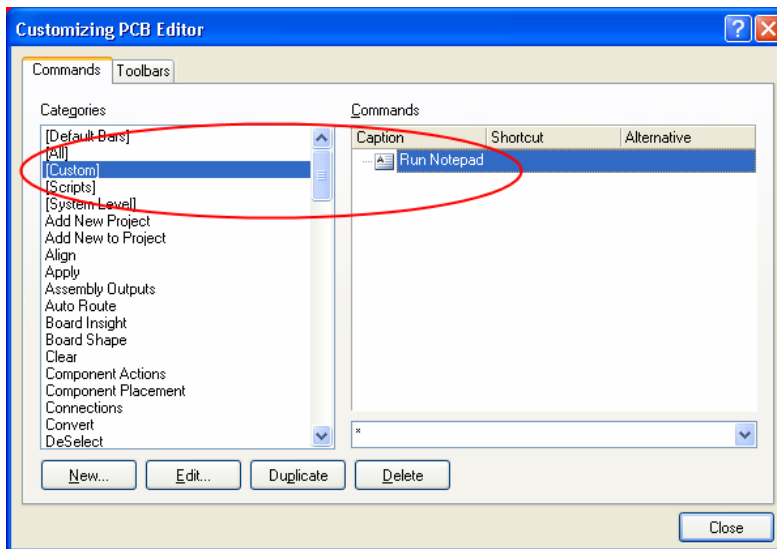 Customizing PCB Editor
Commands Toolbars
Categories
Commands
[Default Bars]
[All]
[Custom]
[Scripts]
[System Level]
Add New Project
Add New to Project
Align
Apply
Assembly Outputs
Auto Route
Board Insight
Board Shape
Clear
Component Actions
Component Placement
Connections
Convert
DeSelect
Caption Shortcut Alternative
Run Notepad
*
New... Edit... Duplicate Delete
Close